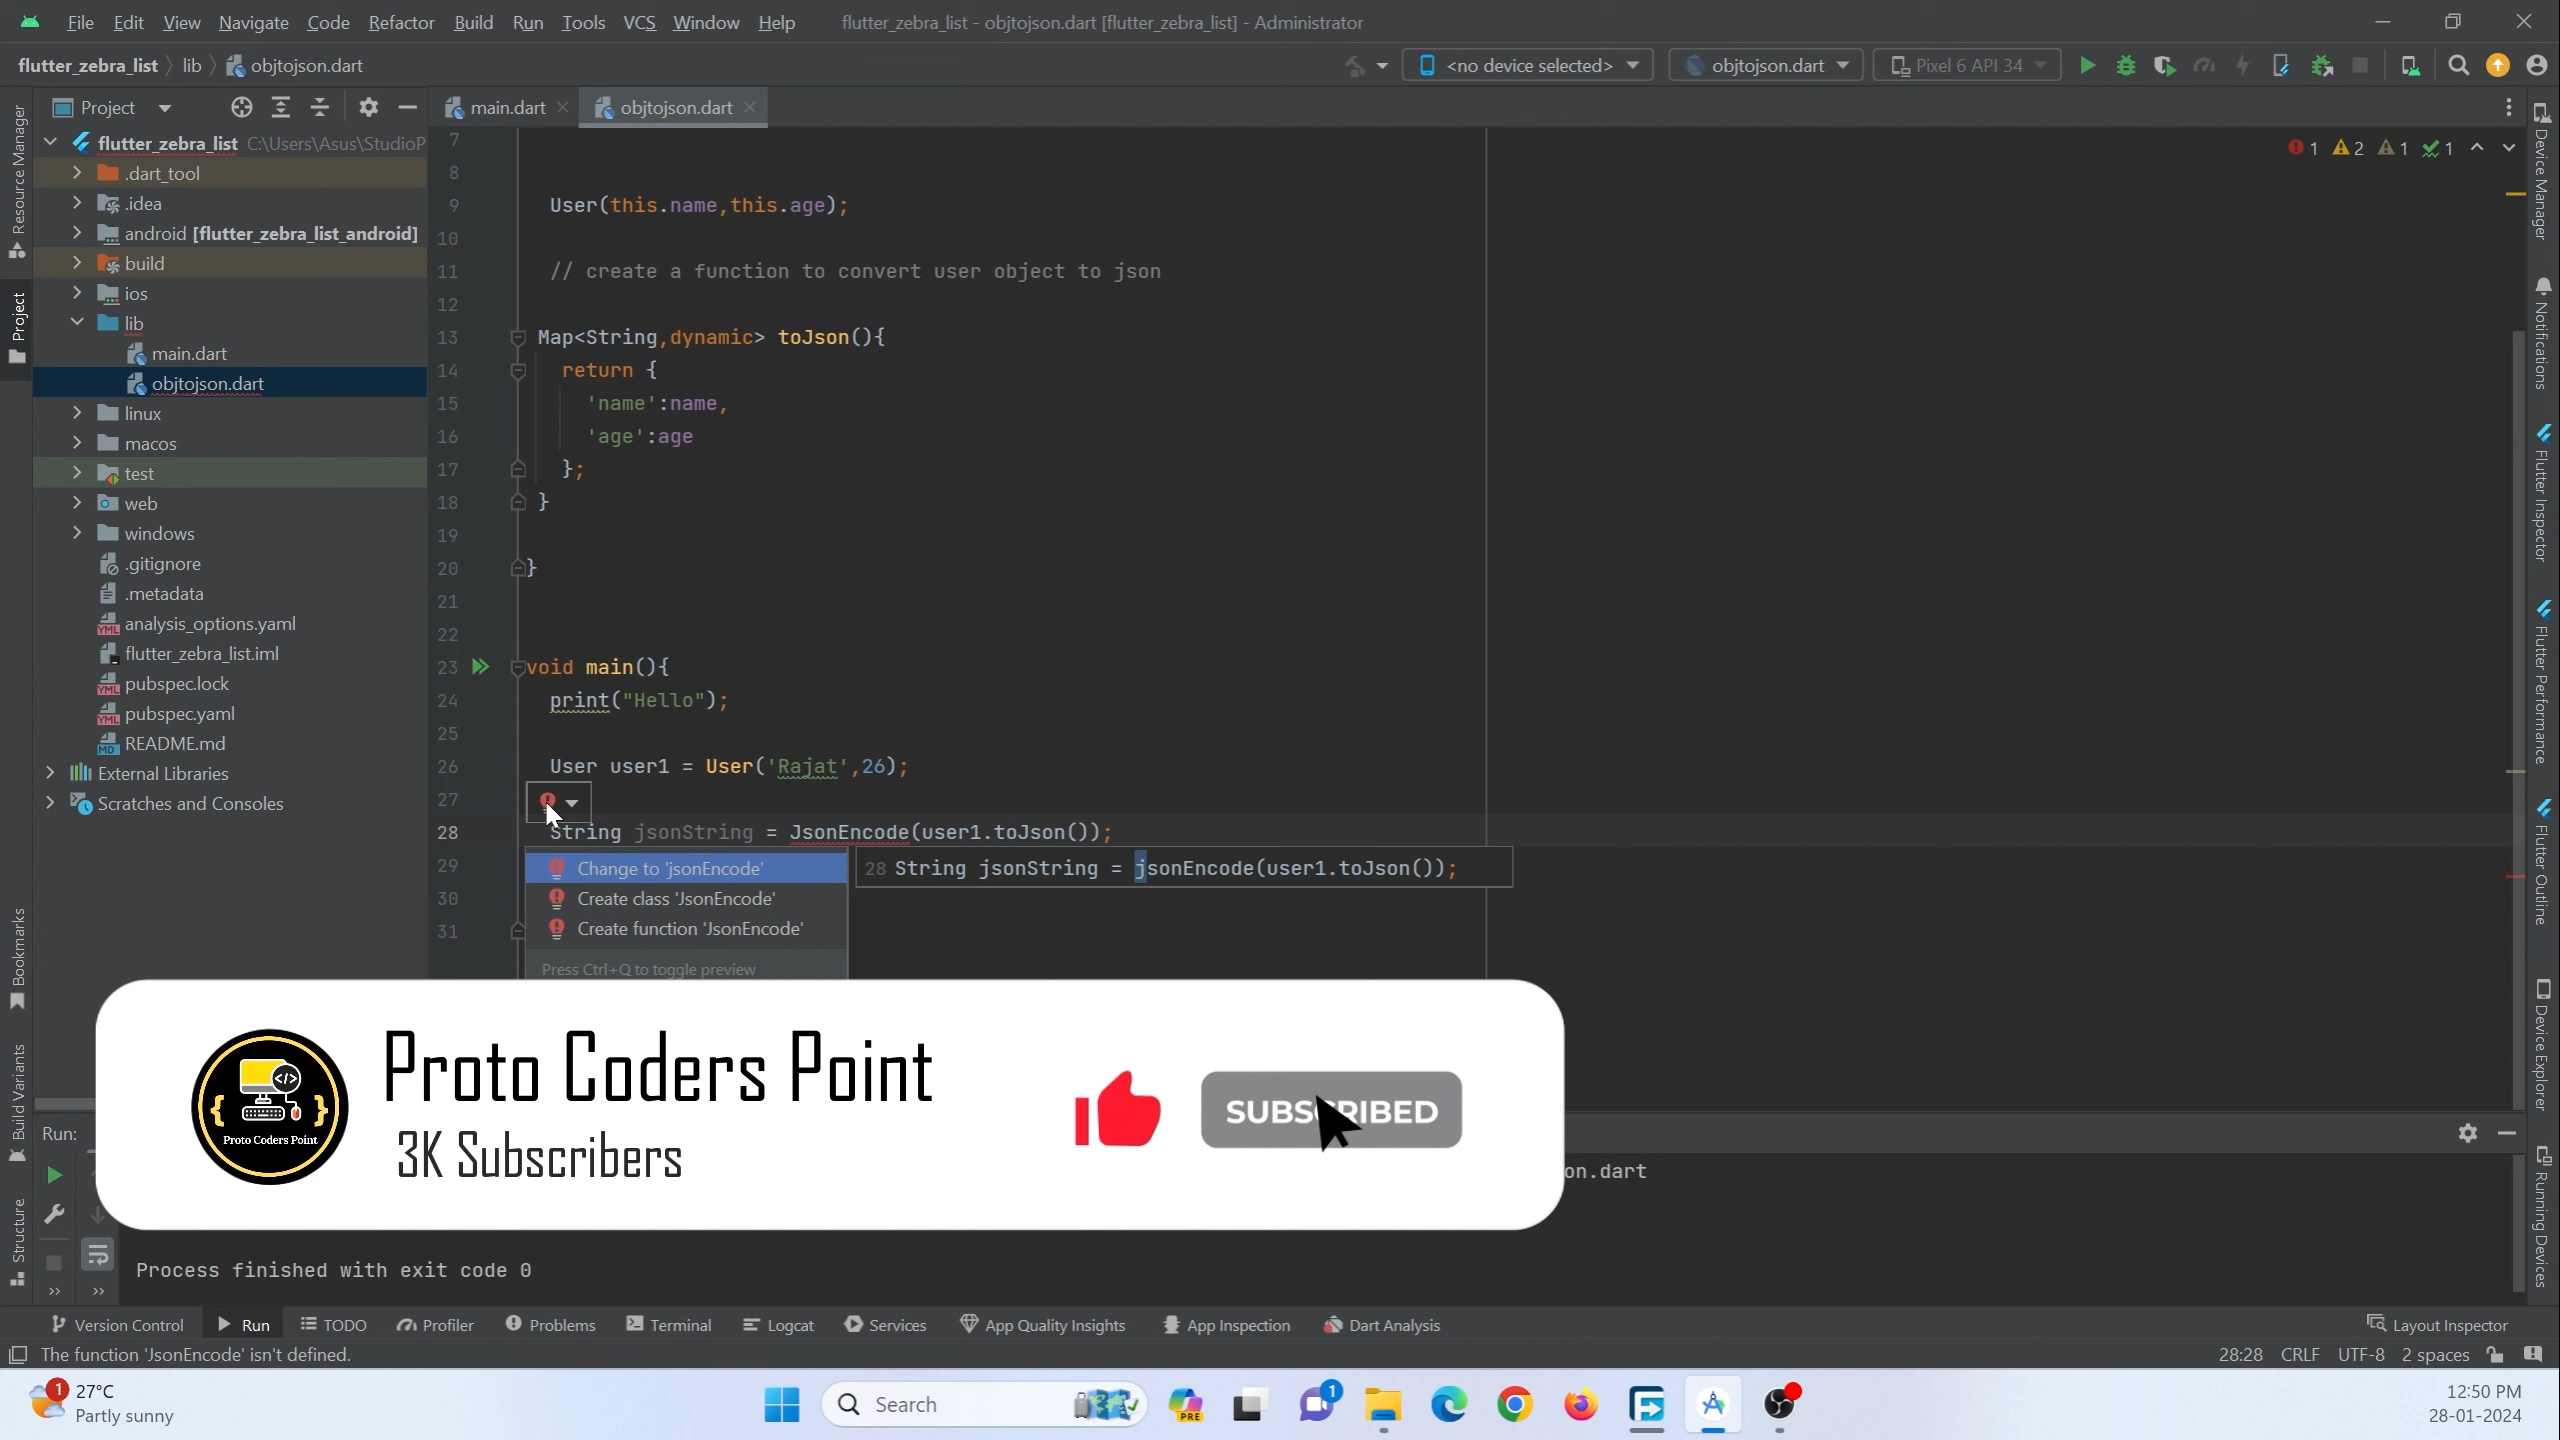 File Edit View Navigate Code Refactor Build Run Tools VCS Window Help flutter_zebra_list - objtojson.dart [flutter_zebra_list] - Administrator
flutter_zebra_list lib objtojson.dart <no device selected> objtojson.dart Pixel 6 API 34
Project main.dart objtojson.dart
flutter_zebra_list C:\Users\Asus\StudioP
.dart_tool
.idea
android [flutter_zebra_list_android]
build
ios
lib
main.dart
objtojson.dart
linux
macos
test
web
windows
.gitignore
.metadata
analysis_options.yaml
flutter_zebra_list.iml
pubspec.lock
pubspec.yaml
README.md
External Libraries
Scratches and Consoles
Resource Manager
Project
Bookmarks
Build Variants
Structure
1 2 1 1
7
8
9 User(this.name,this.age);
10
11 // create a function to convert user object to json
12
13 Map<String,dynamic> toJson(){
14 return {
15 'name':name,
16 'age':age
17 };
18 }
19
20 }
21
22
23 void main(){
24 print("Hello");
25
26 User user1 = User('Rajat',26);
27
28 String jsonString = JsonEncode(user1.toJson());
29
30
31
Change to 'jsonEncode'
Create class 'JsonEncode'
Create function 'JsonEncode'
Press Ctrl+Q to toggle preview
28 String jsonString = jsonEncode(user1.toJson());
Device Manager
Notifications
Flutter Inspector
Flutter Performance
Flutter Outline
Device Explorer
Running Devices
Proto Coders Point
3K Subscribers
Proto Coders Point
SUBSCRIBED
Run:
on.dart
Process finished with exit code 0
Version Control Run TODO Profiler Problems Terminal Logcat Services App Quality Insights App Inspection Dart Analysis Layout Inspector
The function 'JsonEncode' isn't defined. 28:28 CRLF UTF-8 2 spaces
1 27°C
Partly sunny
Search
PRE
1
12:50 PM
28-01-2024